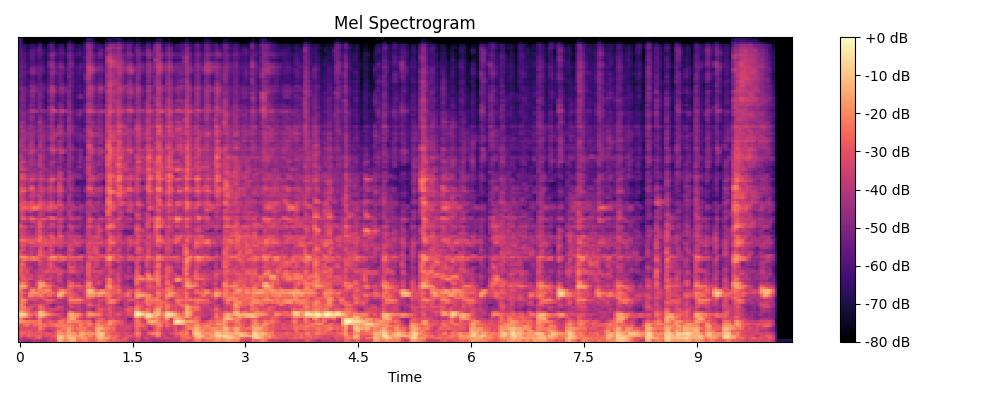 Mel Spectrogram
+0 dB
-10 dB
-20 dB
-30 dB
-40 dB
-50 dB
-60 dB
-70 dB
-80 dB
0 1.5 3 4.5 6 7.5 9
Time